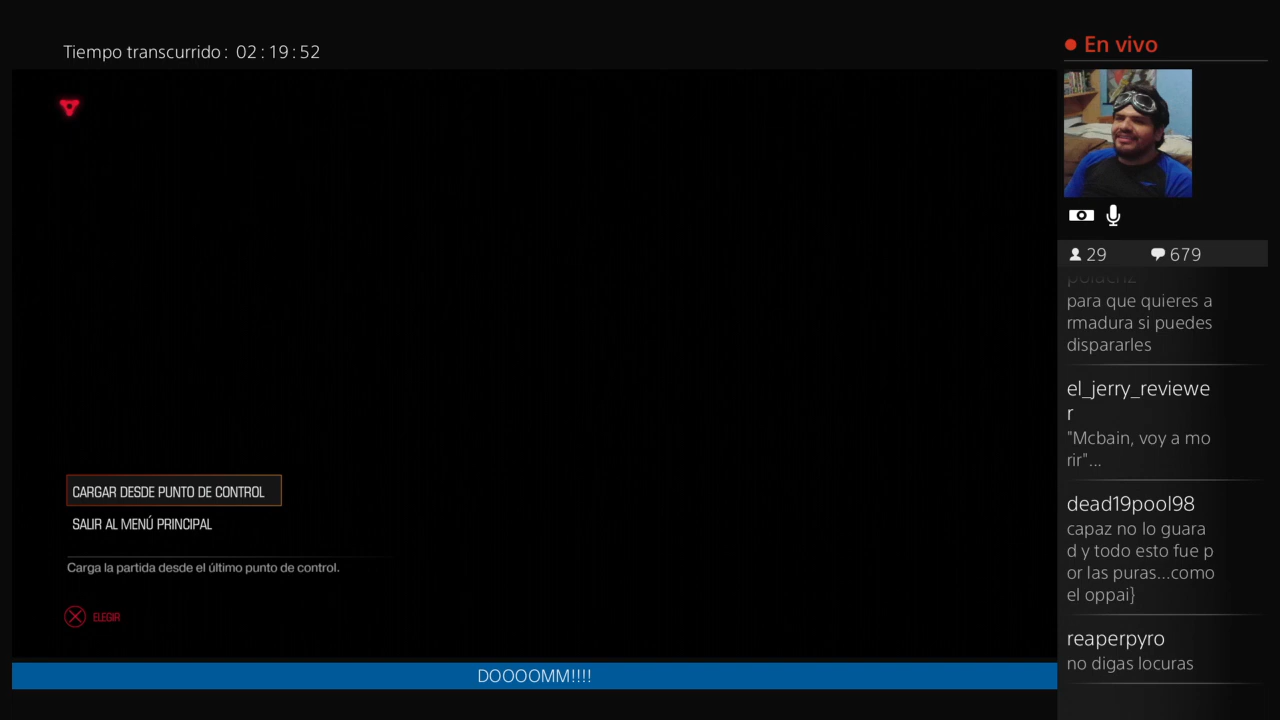 Tiempo transcurrido : 02 : 19 : 52
En vivo
29
679
para que quieres a
rmadura si puedes
dispararles
el_jerry_reviewe
r
"Mcbain, voy a mo
rir"...
dead19pool98
capaz no lo guara
d y todo esto fue p
or las puras...como
el oppai}
reaperpyro
no digas locuras
CARGAR DESDE PUNTO DE CONTROL
SALIR AL MENÚ PRINCIPAL
Carga la partida desde el último punto de control.
ELEGIR
DOOOOMM!!!!